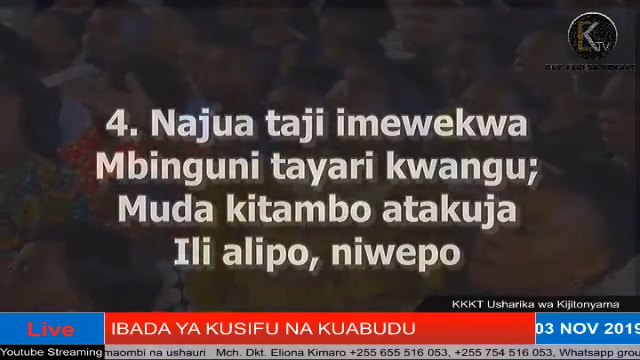 4. Najua taji imewekwa
Mbinguni tayari kwangu;
Muda kitambo atakuja
Ili alipo, niwepo
KKKT Usharika wa Kijitonyama
Live IBADA YA KUSIFU NA KUABUDU 03 NOV 2019
Youtube Streaming maombi na ushauri Mch. Dkt. Eliona Kimaro +255 655 516 053, +255 754 516 053, Whatsapp grou